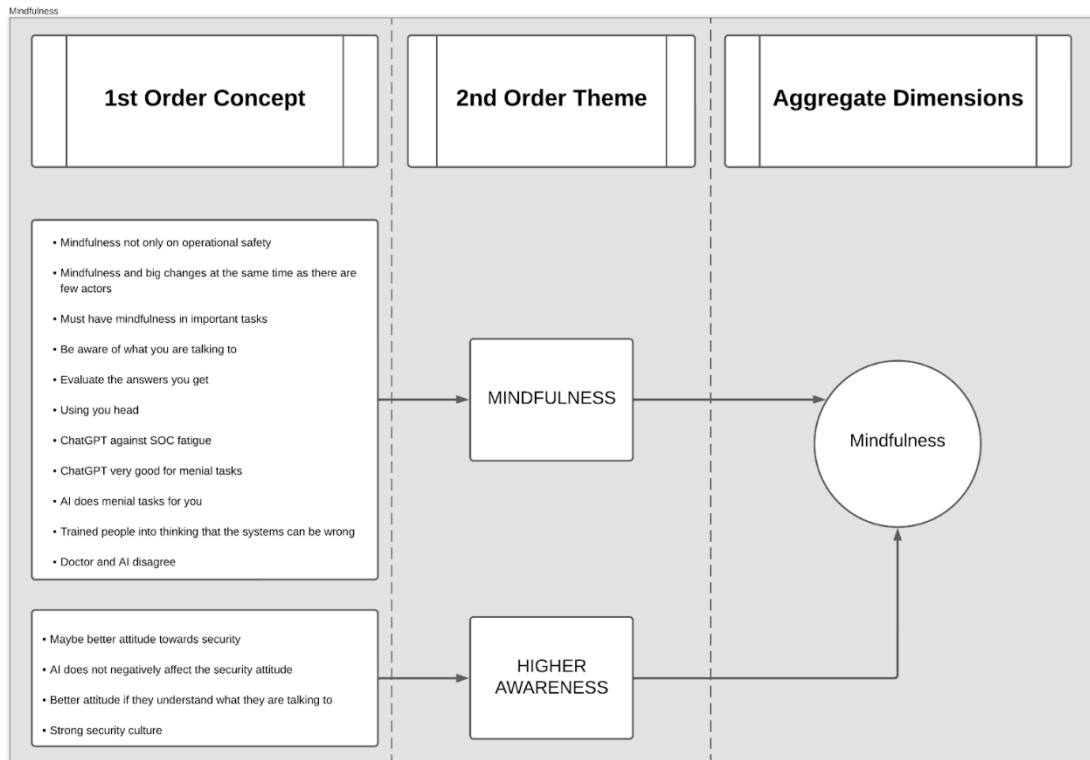 Mindfulness
1st Order Concept
2nd Order Theme
Aggregate Dimensions
• Mindfulness not only on operational safety
• Mindfulness and big changes at the same time as there are
few actors
• Must have mindfulness in important tasks
• Be aware of what you are talking to
• Evaluate the answers you get
• Using you head
• ChatGPT against SOC fatigue
• ChatGPT very good for menial tasks
• AI does menial tasks for you
• Trained people into thinking that the systems can be wrong
• Doctor and AI disagree
MINDFULNESS
Mindfulness
• Maybe better attitude towards security
• AI does not negatively affect the security attitude
• Better attitude if they understand what they are talking to
• Strong security culture
HIGHER
AWARENESS